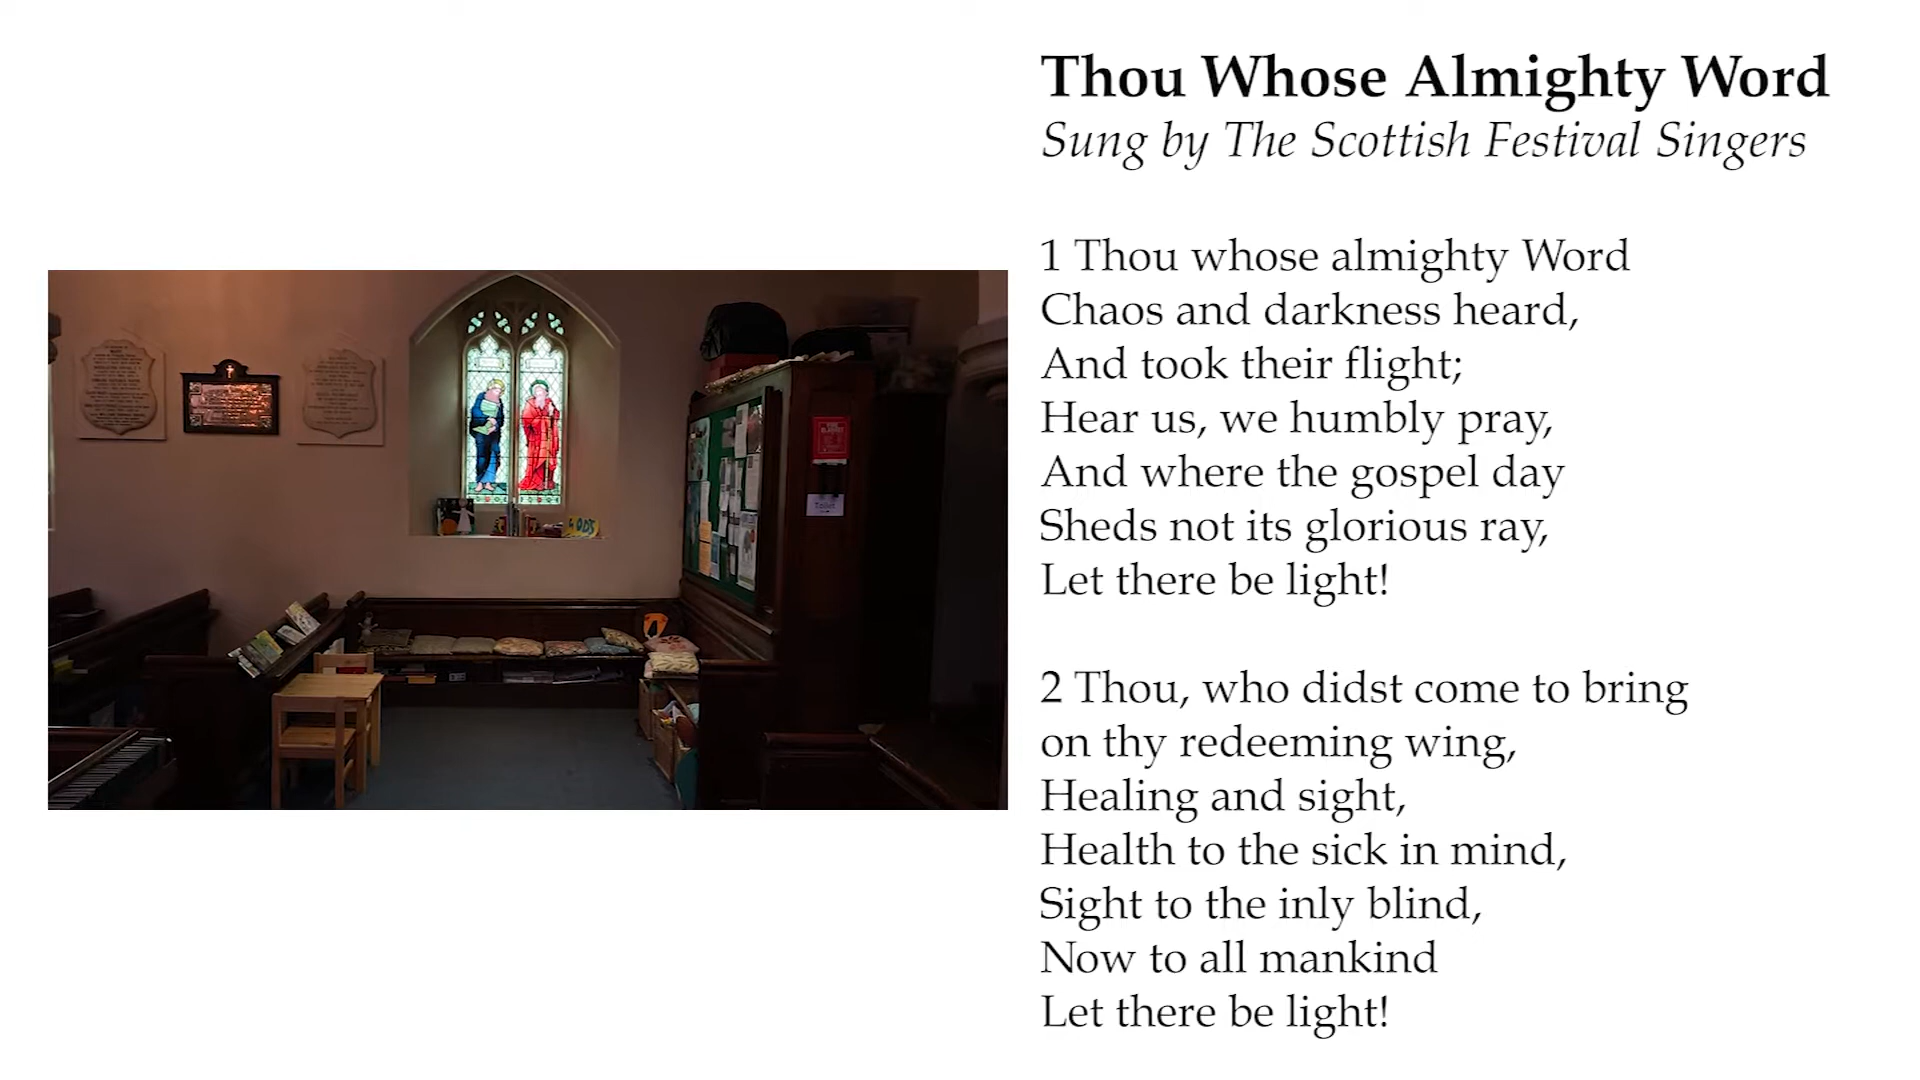 Thou Whose Almighty Word
Sung by The Scottish Festival Singers
1 Thou whose almighty Word
Chaos and darkness heard,
And took their flight;
Hear us, we humbly pray,
And where the gospel day
Sheds not its glorious ray,
Let there be light!
2 Thou, who didst come to bring
on thy redeeming wing,
Healing and sight,
Health to the sick in mind,
Sight to the inly blind,
Now to all mankind
Let there be light!
Toilet